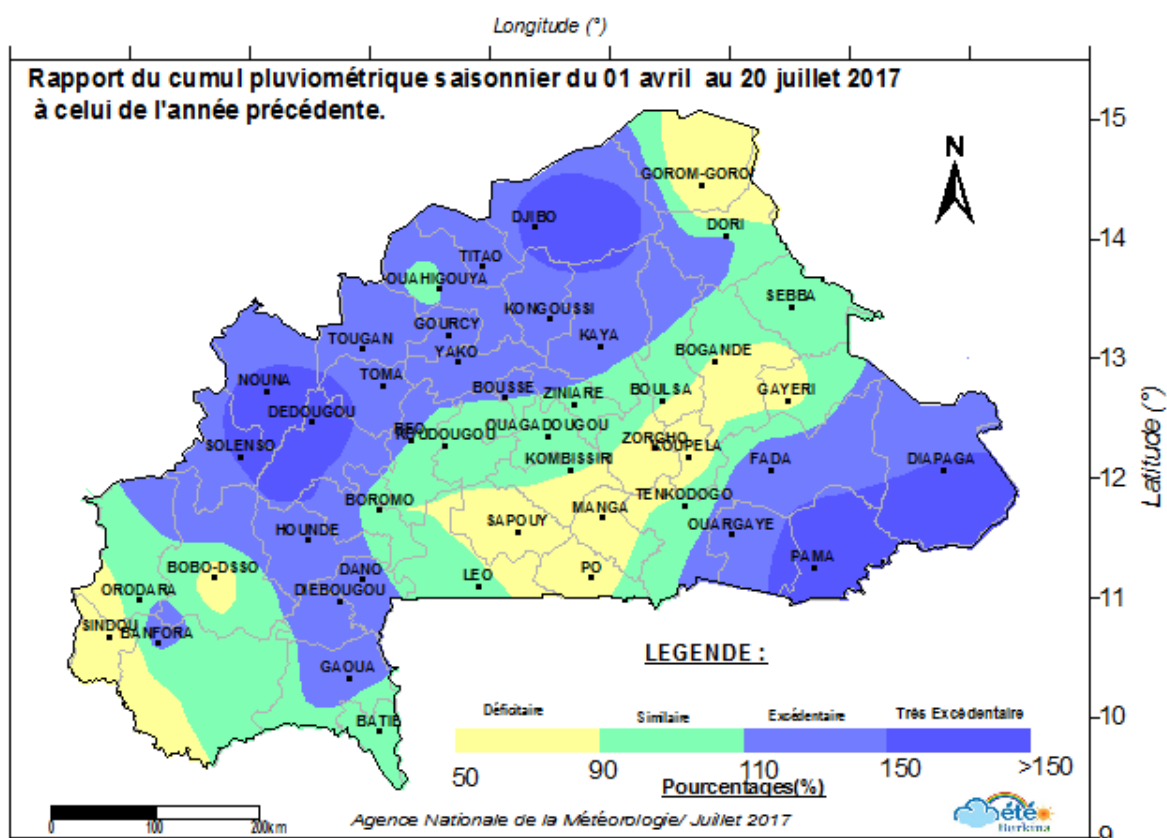 Longitude (°)
Rapport du cumul pluviométrique saisonnier du 01 avril au 20 juillet 2017
à celui de l'année précédente.
15
N
GOROM-GORO
DJIBO
DORI
14
TITAO
OUAHIGOUYA
SEBBA
KONGOUSSI
GOURCY
TOUGAN
KAYA
YAKO
BOGANDE
13
TOMA
NOUNA
BOUSSE
ZINIARE
BOULSA
GAYERI
DEDOUGOU
REO
KOUDOUGOU
OUAGADOUGOU
ZORGHO
KOUPELA
SOLENSO
KOMBISSIRI
FADA
DIAPAGA
12
Latitude (°)
BOROMO
TENKODOGO
MANGA
SAPOUY
OUARGAYE
HOUNDE
PAMA
BOBO-DSSO
DANO
LEO
PO
ORODARA
DIEBOUGOU
11
SINDOU
BANFORA
GAOUA
LEGENDE :
BATIE
Déficitaire
Similaire
Excédentaire
Très Excédentaire
10
50
90
110
150
>150
Pourcentages(%)
0
100
200km
Agence Nationale de la Météorologie/ Juillet 2017
été
Burkina
9